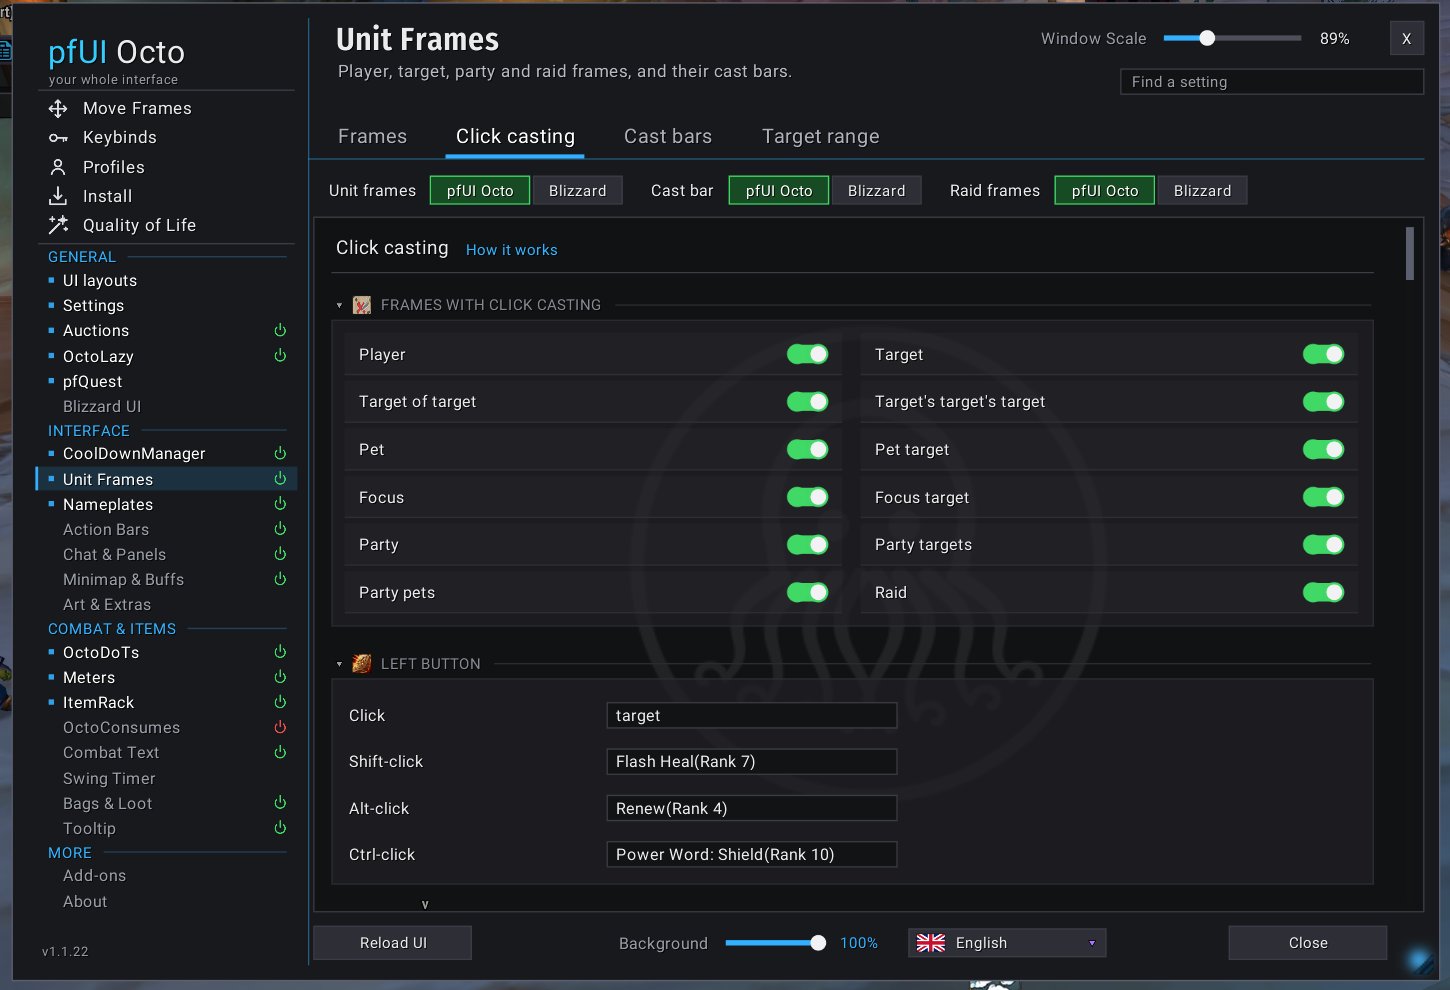 pfUI Octo
your whole interface
Move Frames
Keybinds
Profiles
Install
Quality of Life
GENERAL
UI layouts
Settings
Auctions
OctoLazy
pfQuest
Blizzard UI
INTERFACE
CoolDownManager
Unit Frames
Nameplates
Action Bars
Chat & Panels
Minimap & Buffs
Art & Extras
COMBAT & ITEMS
OctoDoTs
Meters
ItemRack
OctoConsumes
Combat Text
Swing Timer
Bags & Loot
Tooltip
MORE
Add-ons
About
v1.1.22
Unit Frames
Player, target, party and raid frames, and their cast bars.
Window Scale 89% X
Find a setting
Frames Click casting Cast bars Target range
Unit frames pfUI Octo Blizzard Cast bar pfUI Octo Blizzard Raid frames pfUI Octo Blizzard
Click casting How it works
FRAMES WITH CLICK CASTING
Player Target
Target of target Target's target's target
Pet Pet target
Focus Focus target
Party Party targets
Party pets Raid
LEFT BUTTON
Click target
Shift-click Flash Heal(Rank 7)
Alt-click Renew(Rank 4)
Ctrl-click Power Word: Shield(Rank 10)
v
Reload UI Background 100% English Close